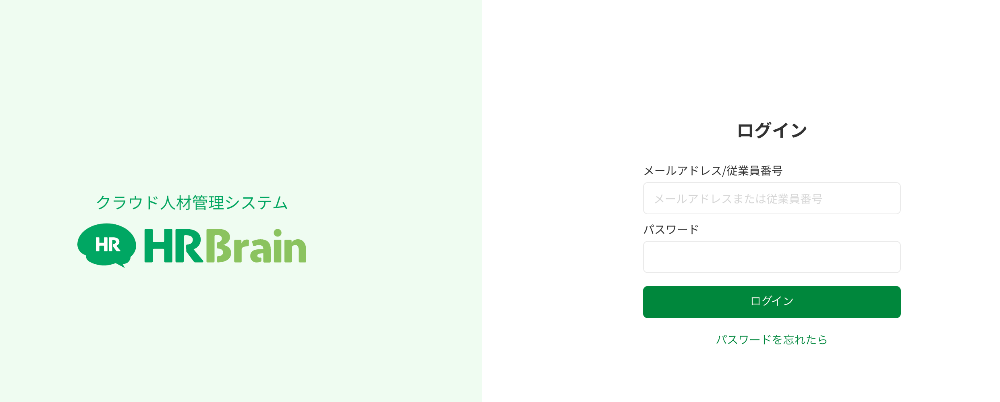 クラウド人材管理システム
HR HRBrain
ログイン
メールアドレス/従業員番号
メールアドレスまたは従業員番号
パスワード
ログイン
パスワードを忘れたら